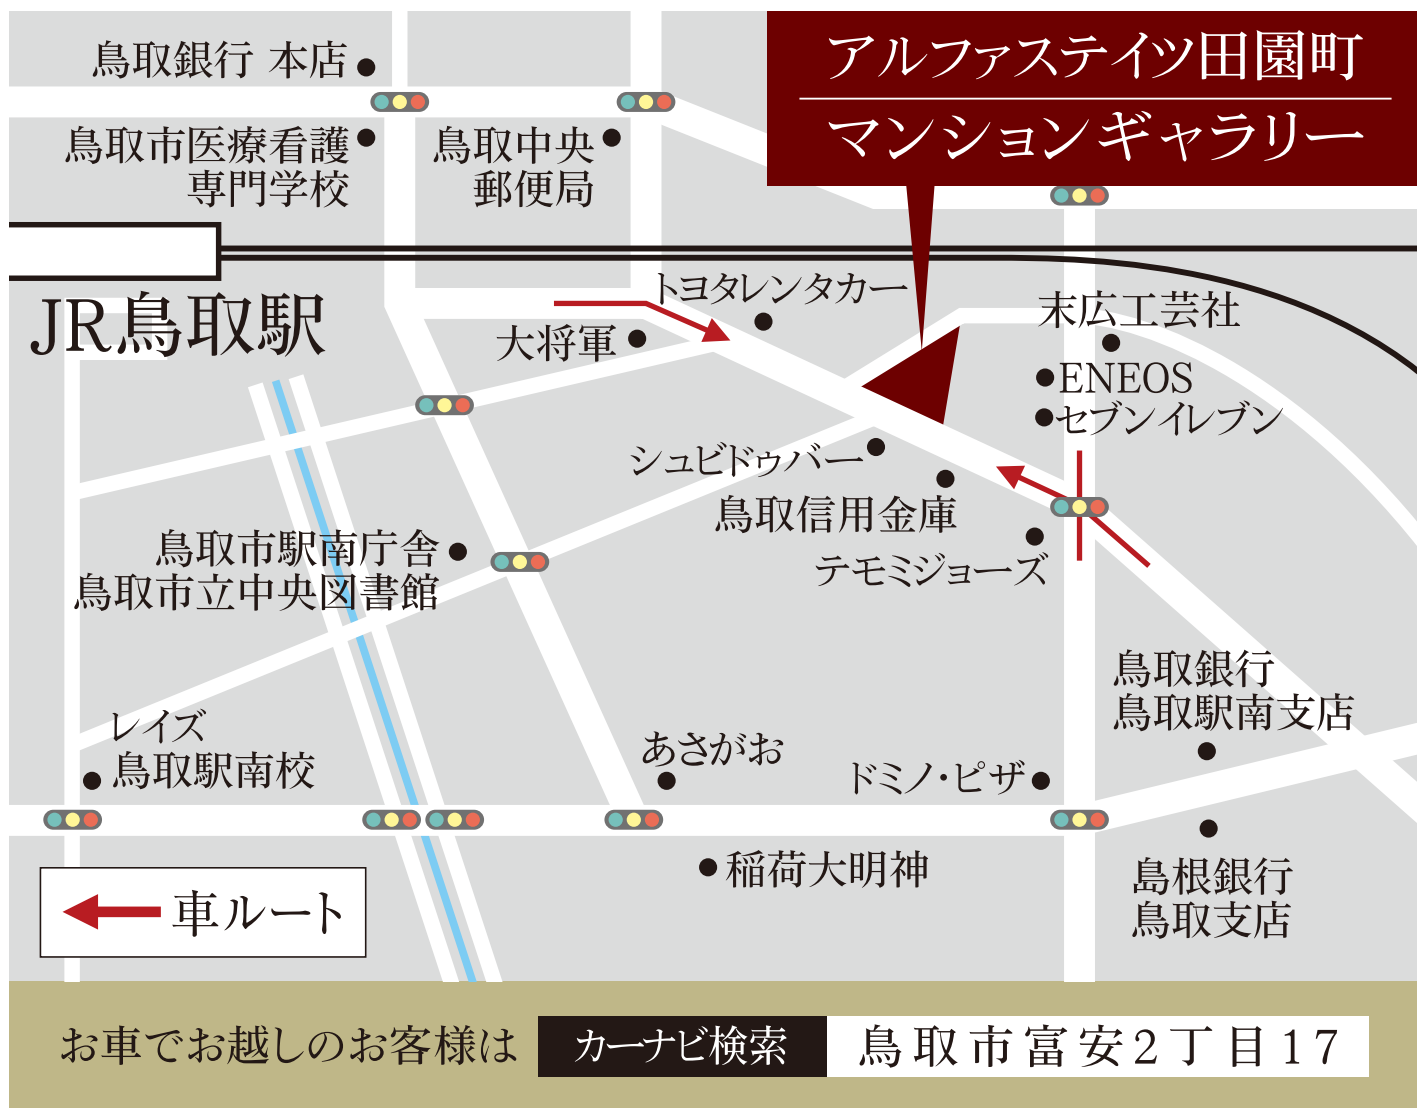 鳥取銀行 本店
アルファステイツ田園町
マンションギャラリー
鳥取市医療看護
専門学校
鳥取中央
郵便局
JR鳥取駅
トヨタレンタカー
大将軍
末広工芸社
ENEOS
セブンイレブン
シュビドゥバー
鳥取信用金庫
テモミジョーズ
鳥取市駅南庁舎
鳥取市立中央図書館
鳥取銀行
鳥取駅南支店
レイズ
鳥取駅南校
あさがお
ドミノ・ピザ
稲荷大明神
島根銀行
鳥取支店
車ルート
お車でお越しのお客様は
カーナビ検索
鳥取市富安2丁目17